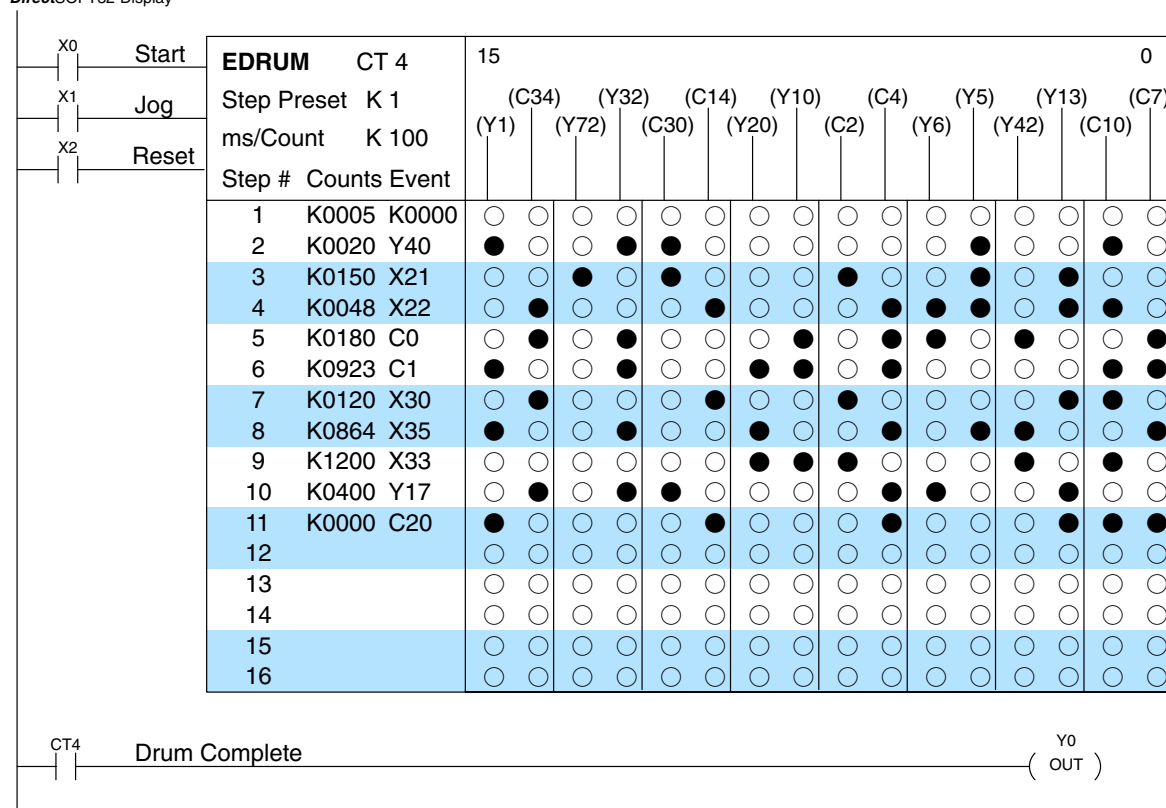 X0 Start
X1 Jog
X2 Reset
EDRUM CT 4
Step Preset K 1
ms/Count K 100
Step # Counts Event
15 0
(C34) (Y32) (C14) (Y10) (C4) (Y5) (Y13) (C7)
(Y1) (Y72) (C30) (Y20) (C2) (Y6) (Y42) (C10)
1 K0005 K0000
2 K0020 Y40
3 K0150 X21
4 K0048 X22
5 K0180 C0
6 K0923 C1
7 K0120 X30
8 K0864 X35
9 K1200 X33
10 K0400 Y17
11 K0000 C20
12
13
14
15
16
CT4 Drum Complete Y0
OUT